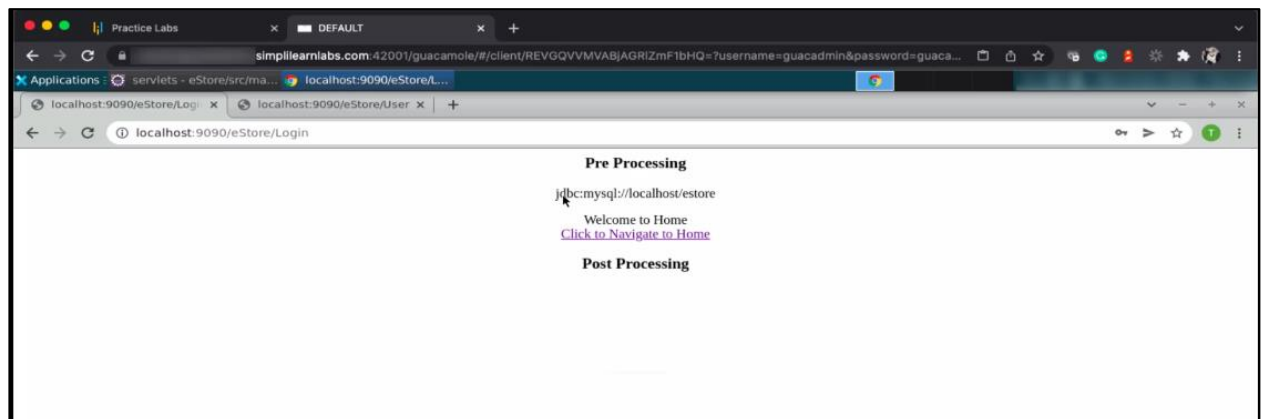 Practice Labs
DEFAULT
simplilearnlabs.com:42001/guacamole/#/client/REVGQVVMVABjAGRlZmF1bHQ=?username=guacadmin&password=guaca...
Applications
servlets - eStore/src/ma...
localhost:9090/eStore/L...
localhost:9090/eStore/Logi
localhost:9090/eStore/User
localhost:9090/eStore/Login
T
Pre Processing
jdbc:mysql://localhost/estore
Welcome to Home
Click to Navigate to Home
Post Processing